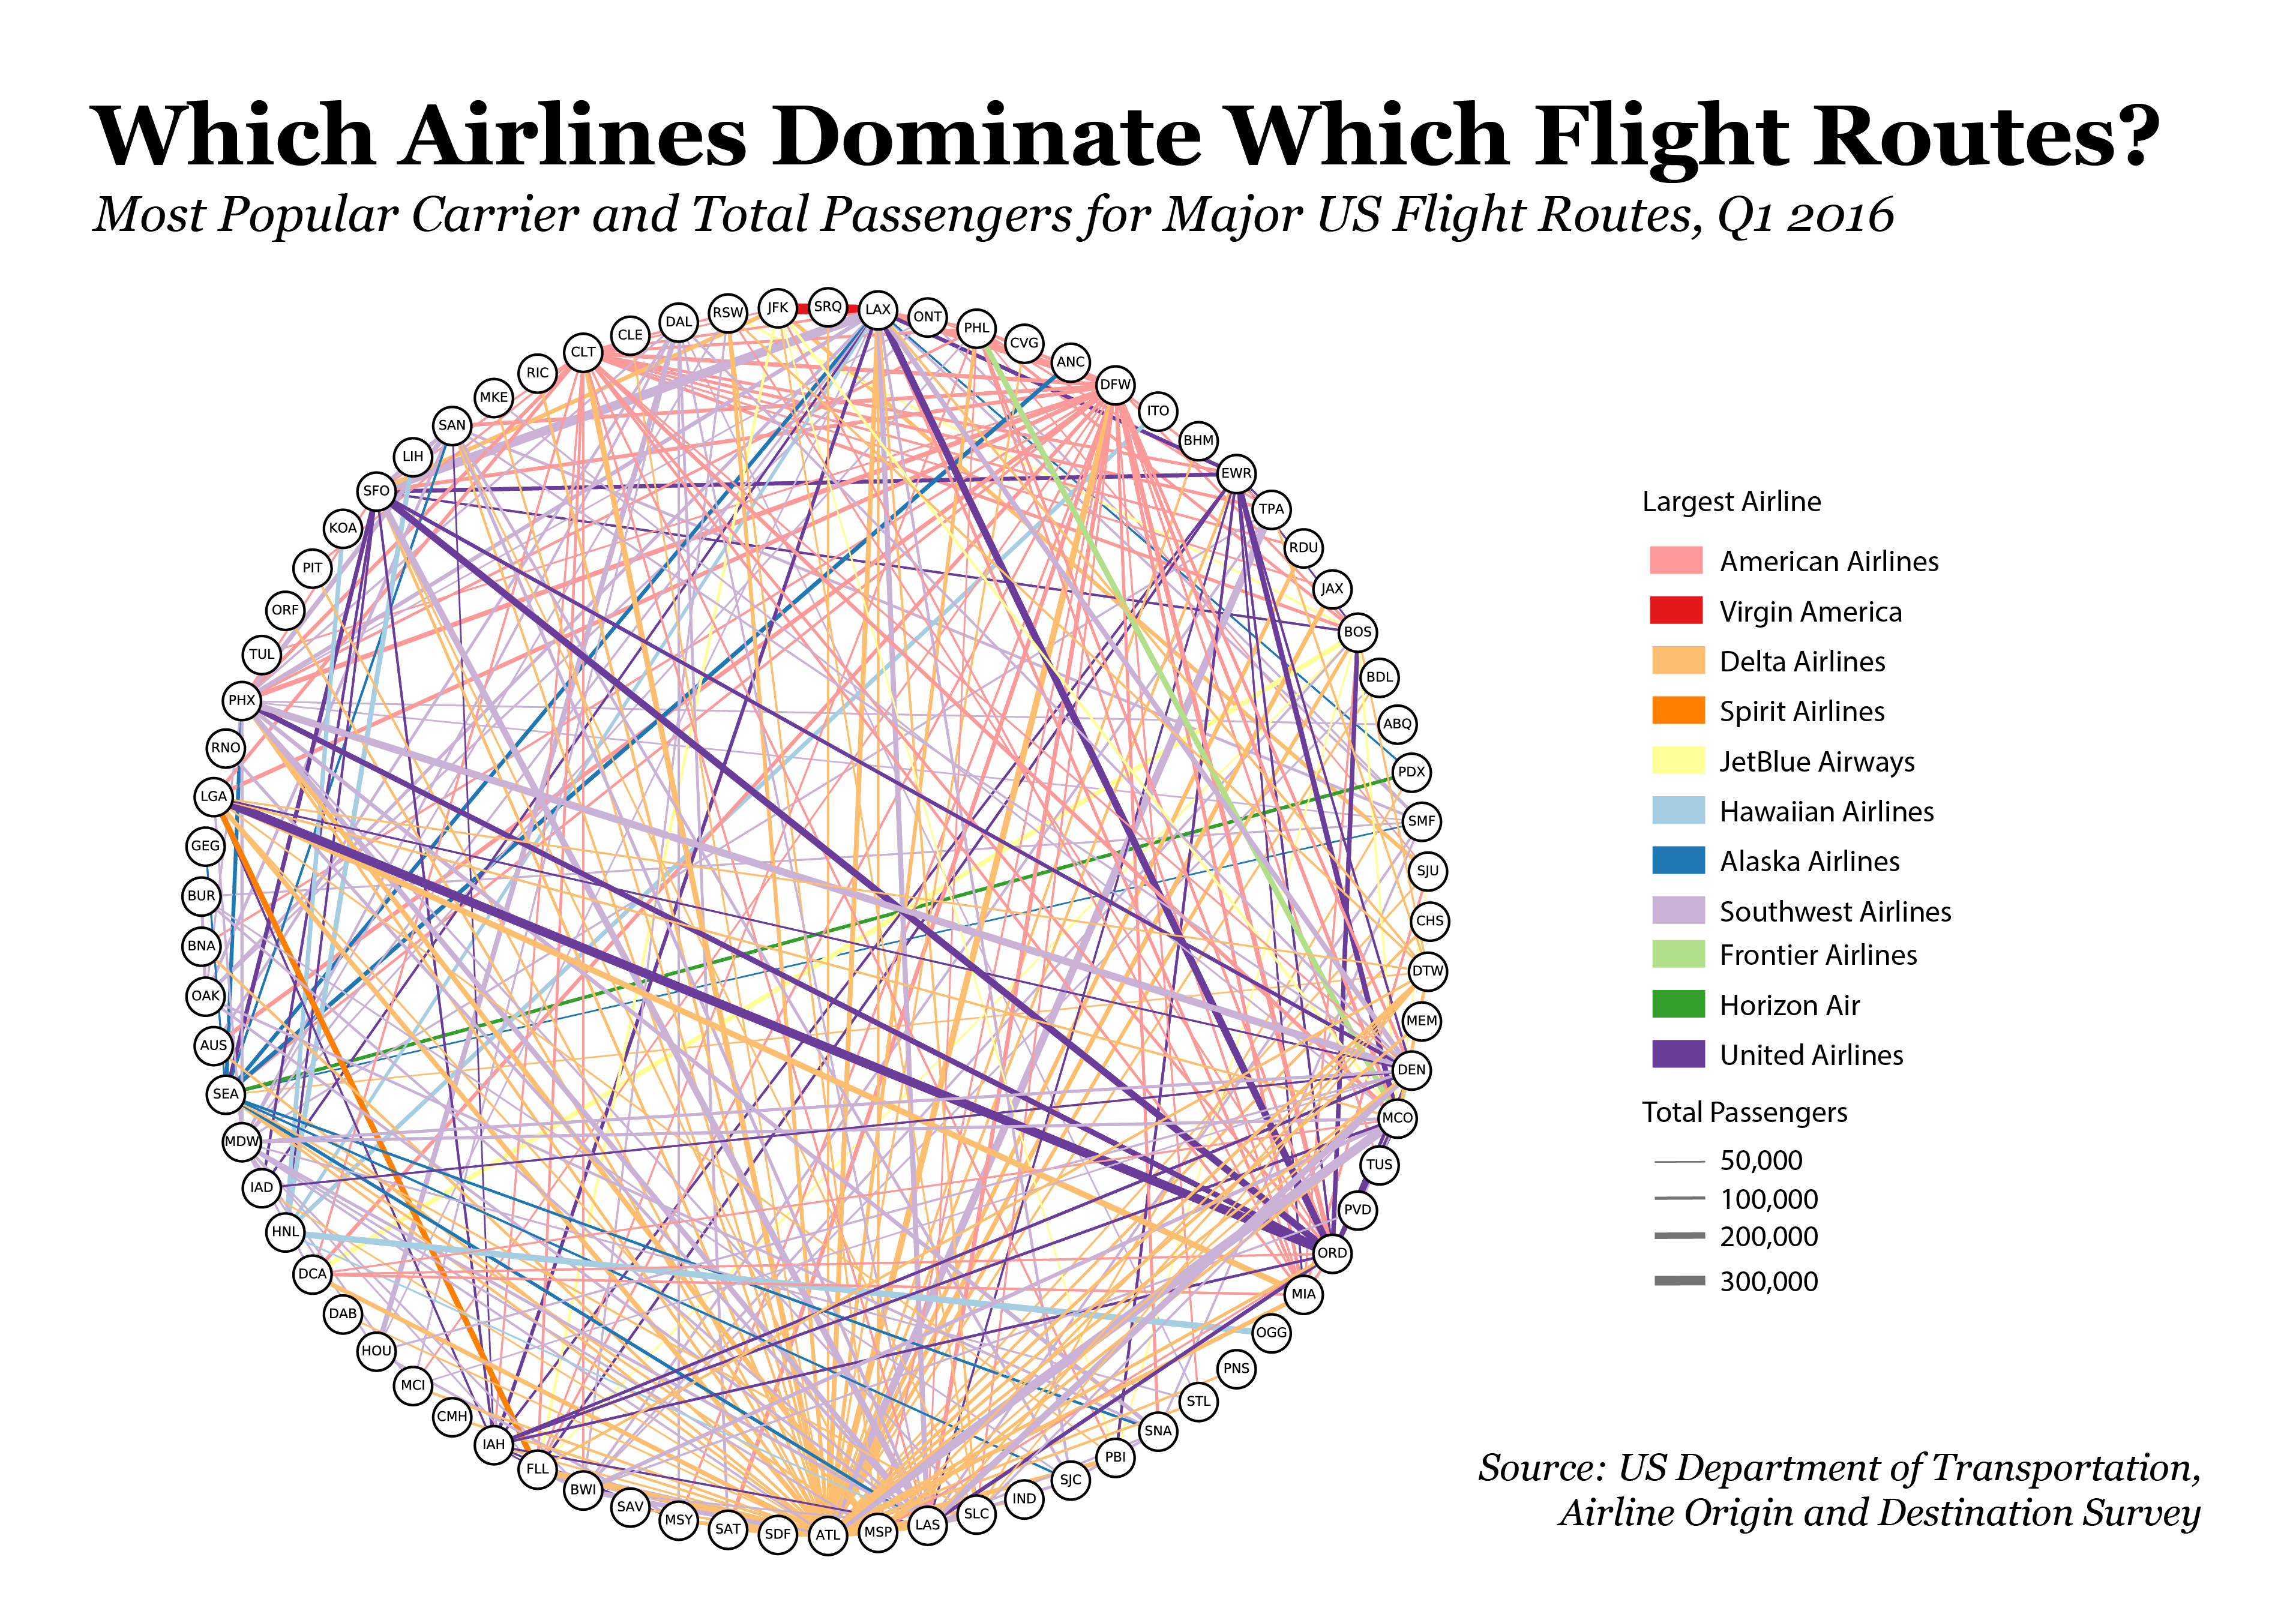 Which Airlines Dominate Which Flight Routes?
Most Popular Carrier and Total Passengers for Major US Flight Routes, Q1 2016
SRQ
LAX
ONT
PHL
CVG
ANC
DFW
ITO
BHM
EWR
TPA
RDU
JAX
BOS
BDL
ABQ
PDX
SMF
SJU
CHS
DTW
MEM
DEN
MCO
TUS
PVD
ORD
MIA
OGG
PNS
STL
SNA
PBI
SJC
IND
SLC
LAS
MSP
ATL
SDF
SAT
MSY
SAV
BWI
FLL
IAH
CMH
MCI
HOU
DAB
DCA
HNL
IAD
MDW
SEA
AUS
OAK
BNA
BUR
GEG
LGA
RNO
PHX
TUL
ORF
PIT
KOA
SFO
LIH
SAN
MKE
RIC
CLT
CLE
DAL
RSW
JFK
Largest Airline
American Airlines
Virgin America
Delta Airlines
Spirit Airlines
JetBlue Airways
Hawaiian Airlines
Alaska Airlines
Southwest Airlines
Frontier Airlines
Horizon Air
United Airlines
Total Passengers
50,000
100,000
200,000
300,000
Source: US Department of Transportation,
Airline Origin and Destination Survey